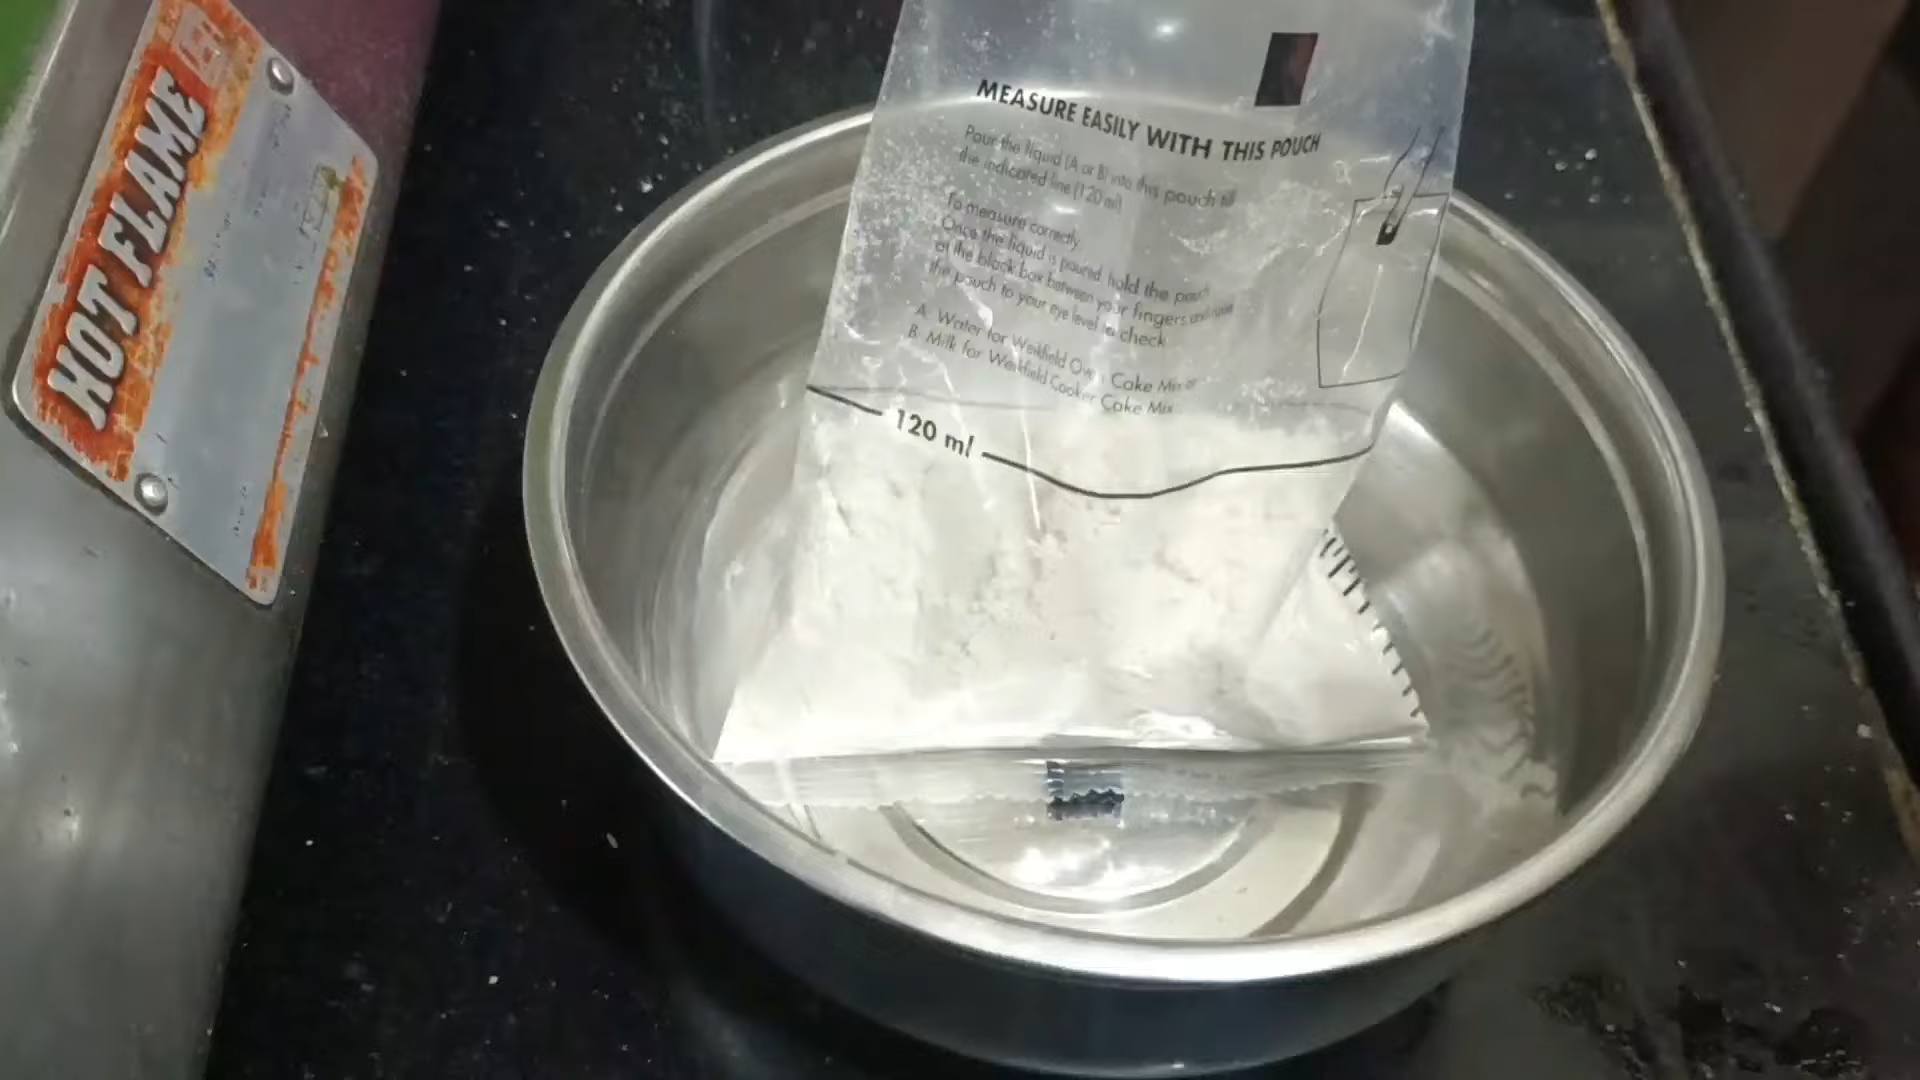 HOT FLAME
MEASURE EASILY WITH THIS POUCH
Pour the liquid (A or B) into this pouch till
the indicated line (120 ml)
To measure correctly
Once the liquid is poured, hold the pouch
at the black box between your fingers and raise
the pouch to your eye level to check
A. Water for Weikfield Oven Cake Mix or
B. Milk for Weikfield Cooker Cake Mix
120 ml